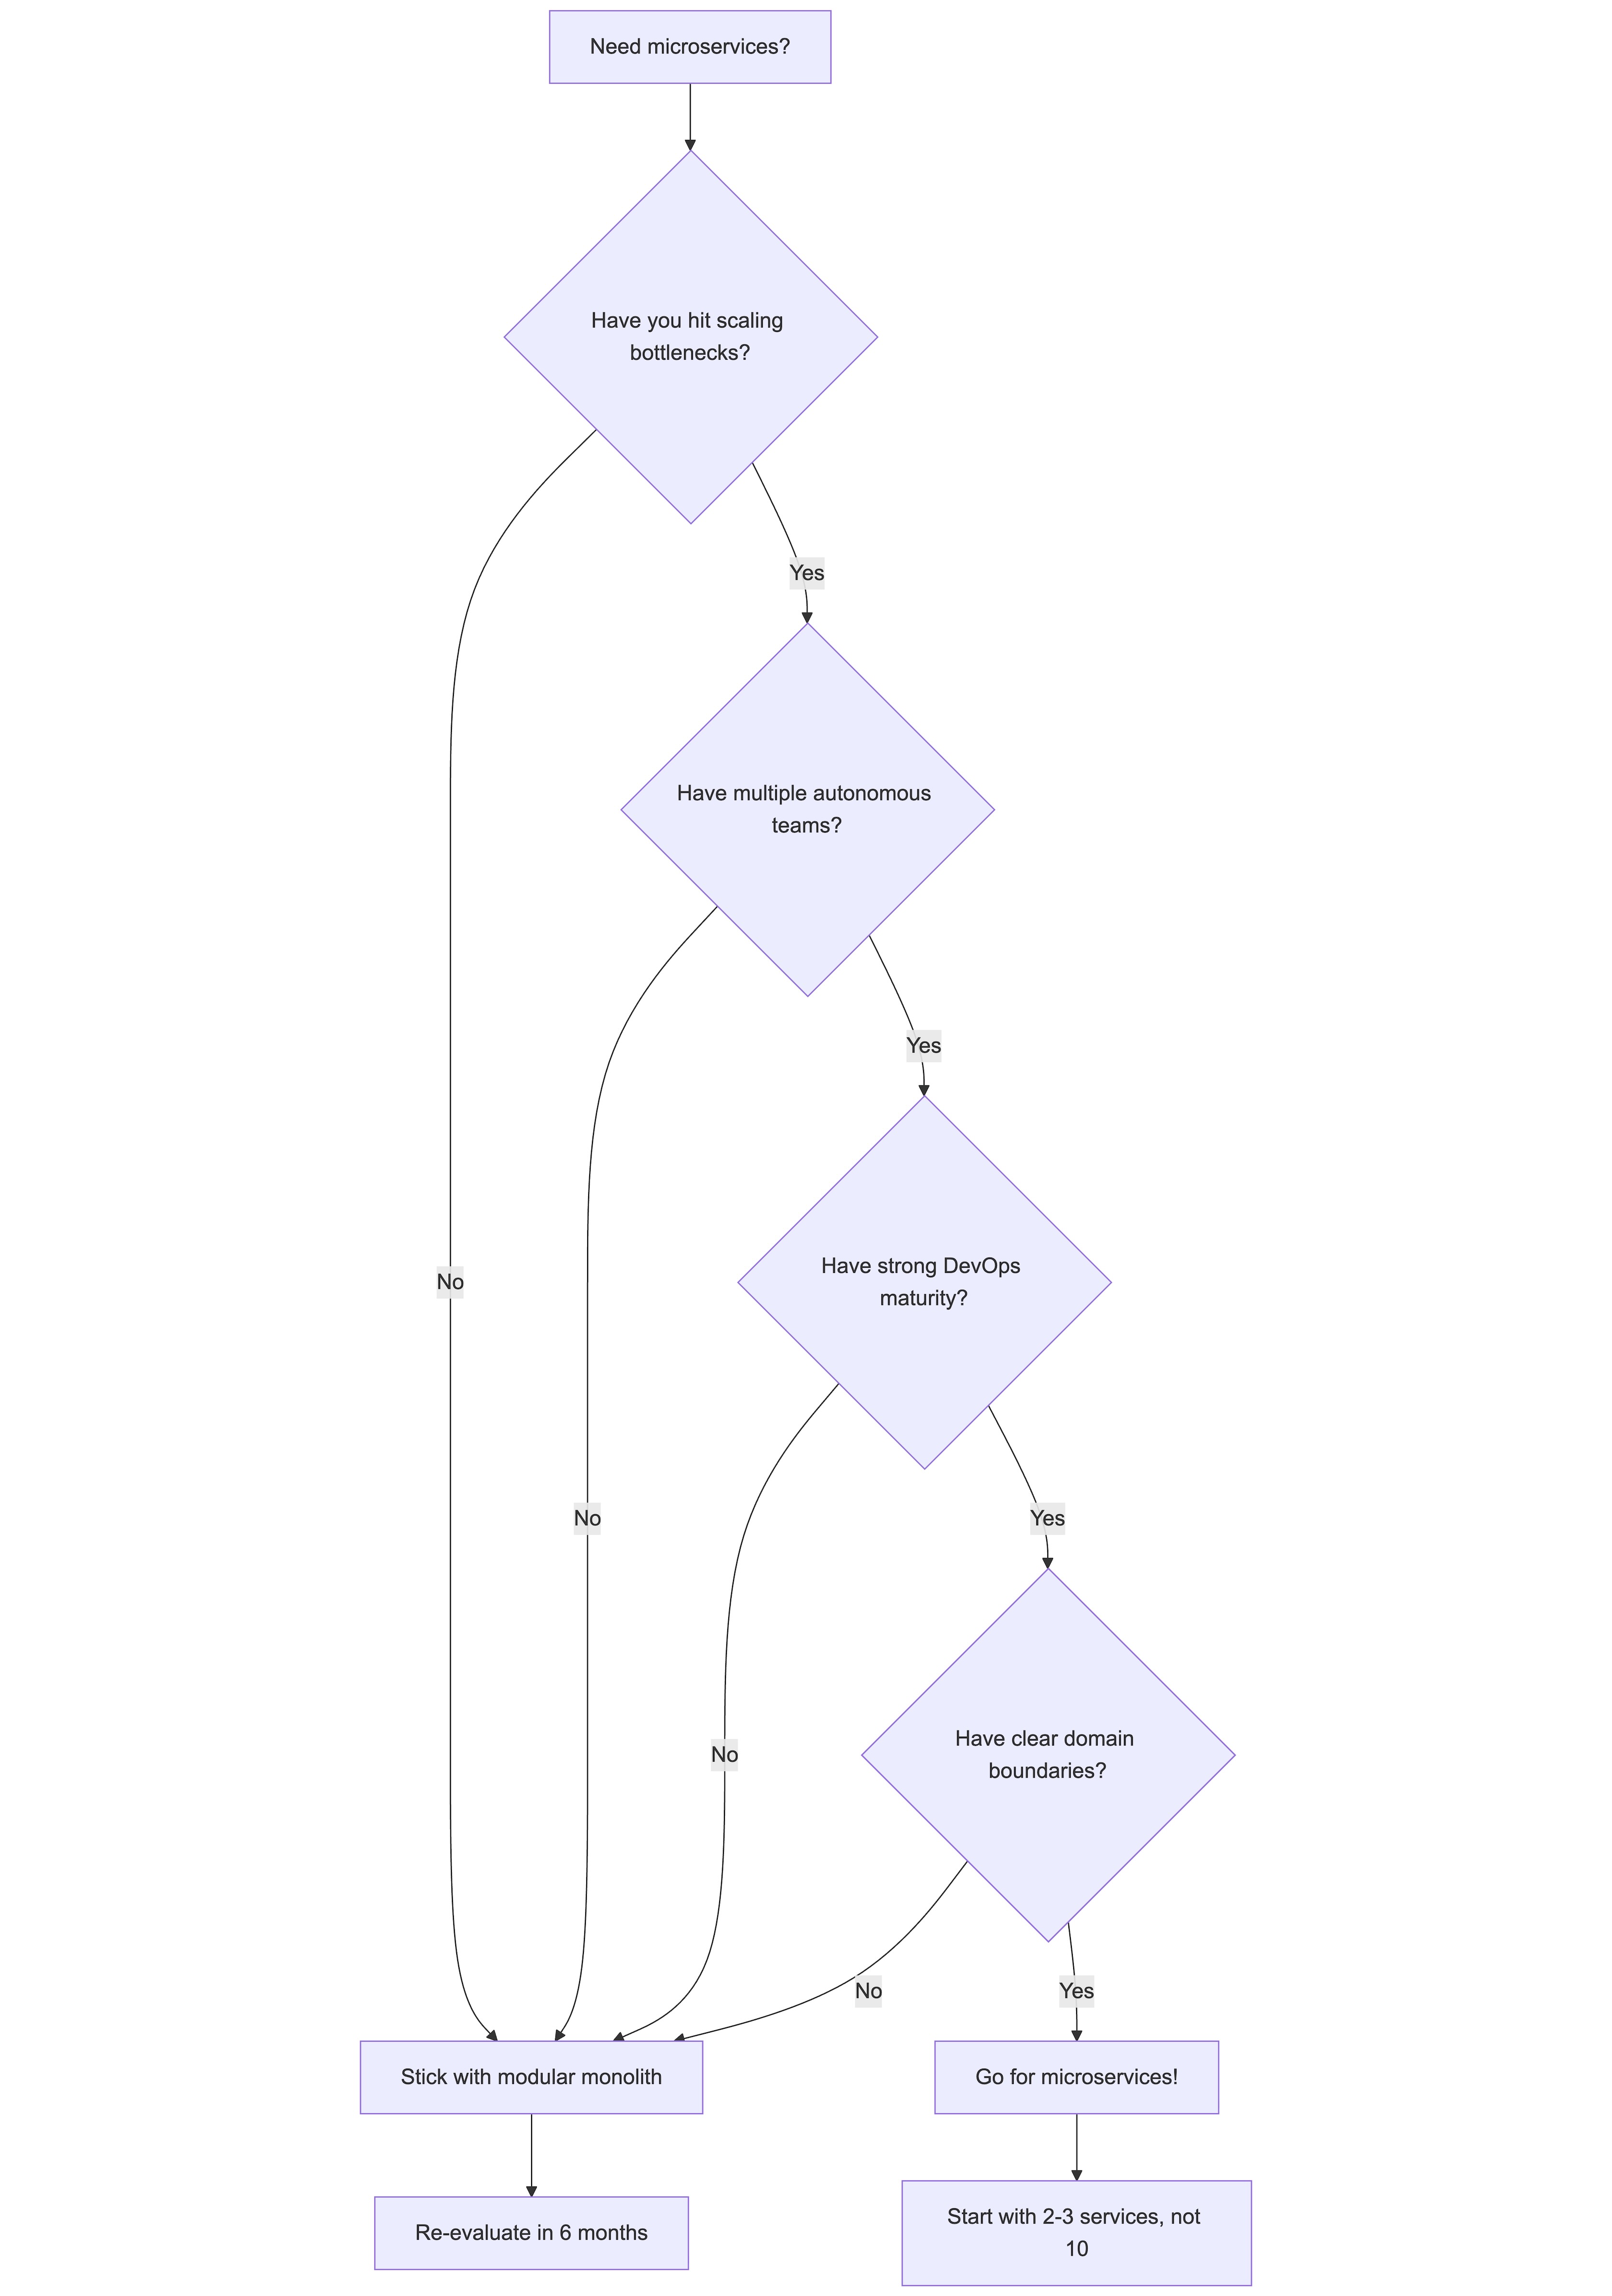 Need microservices?
Have you hit scaling
bottlenecks?
Yes
Have multiple autonomous
teams?
Yes
Have strong DevOps
maturity?
No
No
Yes
Have clear domain
boundaries?
No
No
Yes
Stick with modular monolith
Go for microservices!
Start with 2-3 services, not
10
Re-evaluate in 6 months